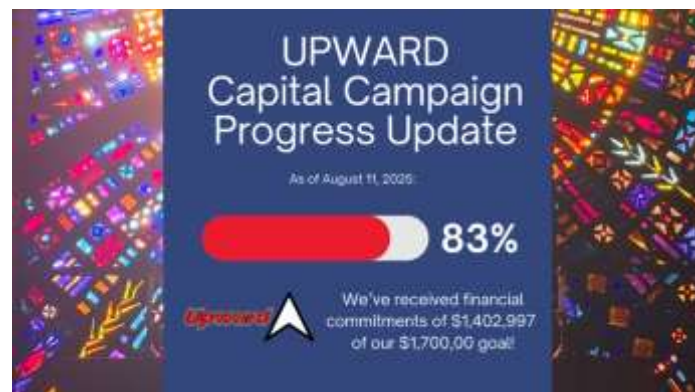 UPWARD
Capital Campaign
Progress Update
As of August 11, 2025:
83%
Upward
We've received financial
commitments of $1,402,997
of our $1,700,00 goal!